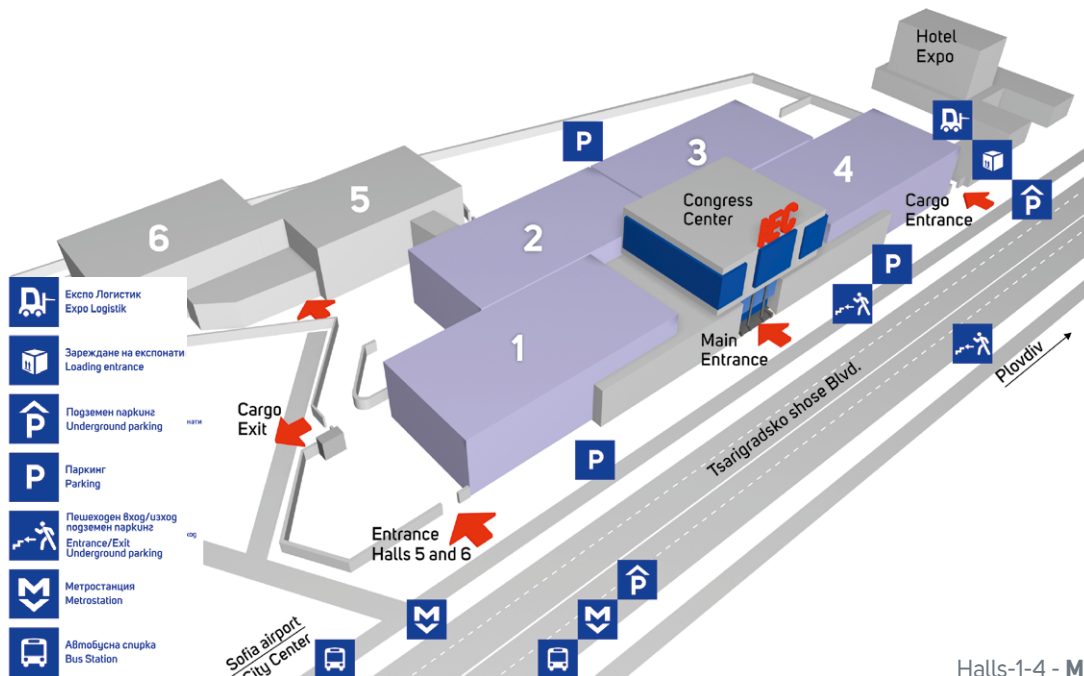 Hotel
Expo
3
4
5
6
2
1
Congress
Center
IEC
P
Cargo
Entrance
P
P
Main
Entrance
Plovdiv
Tsarigradsko shose Blvd.
Експо Логистик
Expo Logistik
Зареждане на експонати
Loading entrance
P
Подземен паркинг
Underground parking
нати
P
Паркинг
Parking
Пешеходен вход/изход
подземен паркинг
Entrance/Exit
Underground parking
ход
M
Метростанция
Metrostation
Автобусна спирка
Bus Station
Cargo
Exit
P
Entrance
Halls 5 and 6
P
M
M
Sofia airport
City Center
Halls-1-4 - M